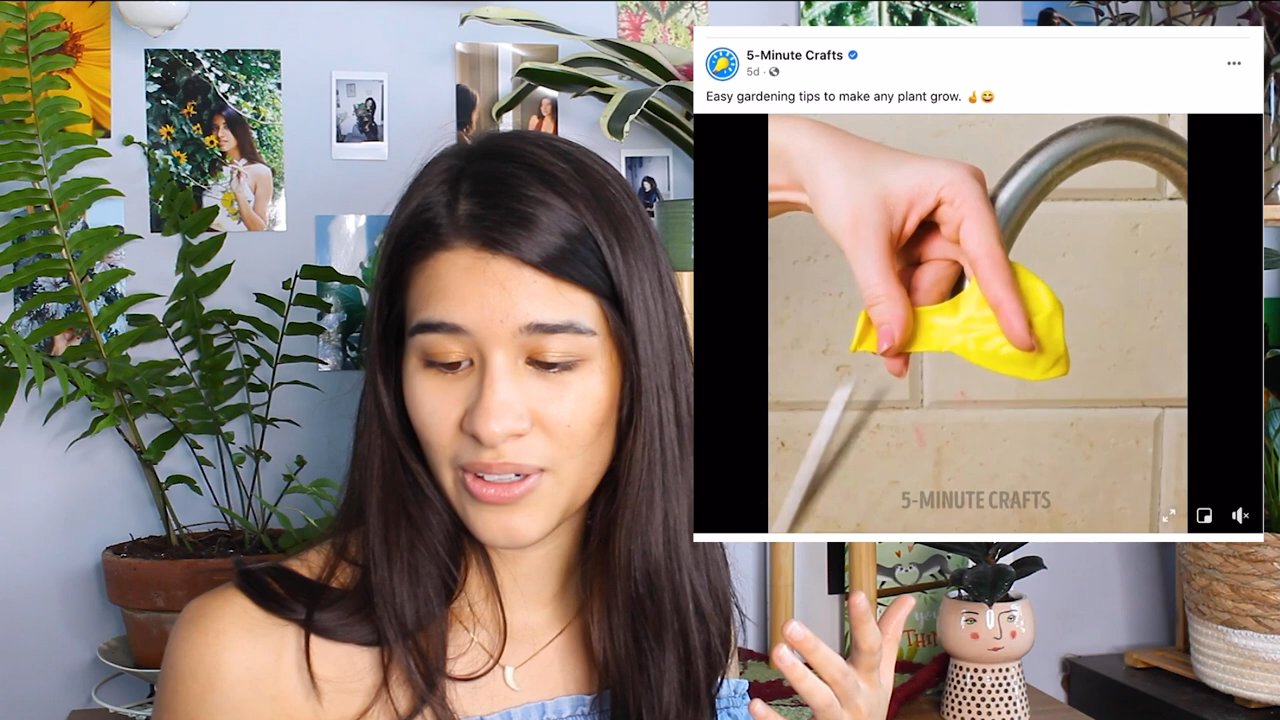 5-Minute Crafts
5d
Easy gardening tips to make any plant grow. 🤞😄
5-MINUTE CRAFTS